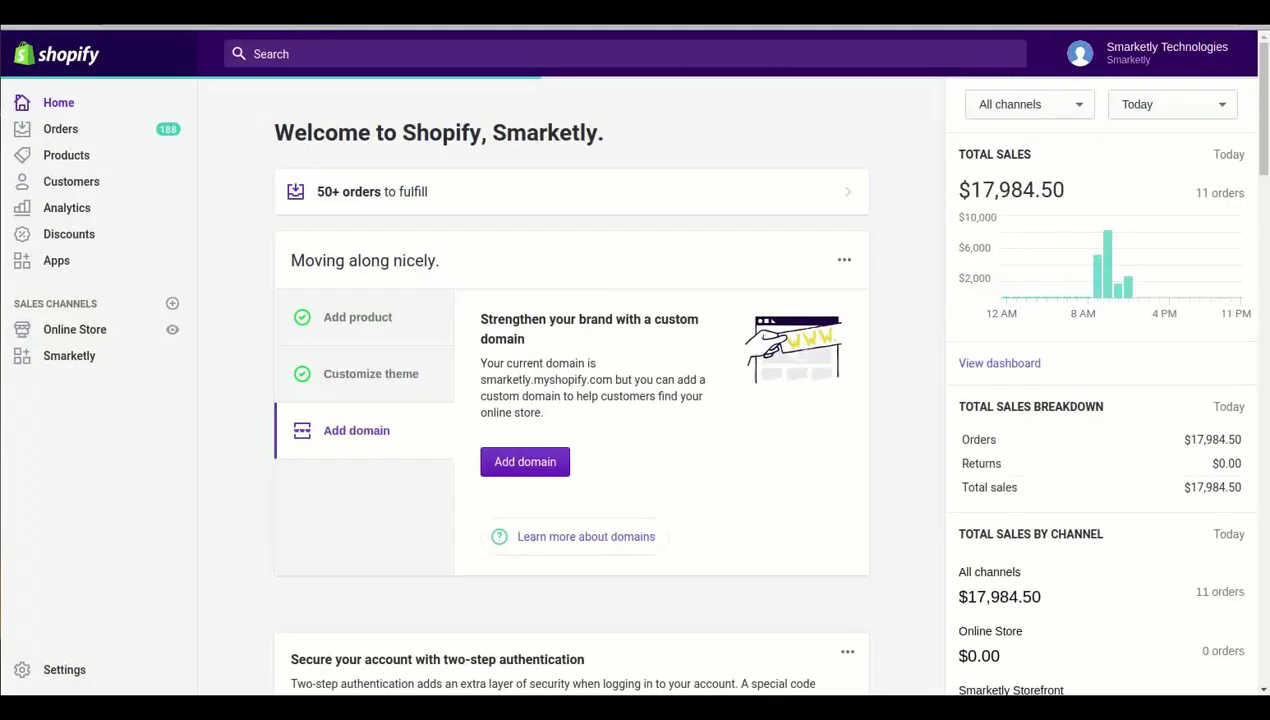 shopify
Search
Smarketly Technologies
Smarketly
Home
Orders 188
Products
Customers
Analytics
Discounts
Apps
SALES CHANNELS
Online Store
Smarketly
Settings
Welcome to Shopify, Smarketly.
50+ orders to fulfill
Moving along nicely.
Add product
Customize theme
Add domain
Strengthen your brand with a custom
domain
Your current domain is
smarketly.myshopify.com but you can add a
custom domain to help customers find your
online store.
WWW.
Add domain
Learn more about domains
Secure your account with two-step authentication
Two-step authentication adds an extra layer of security when logging in to your account. A special code
All channels Today
TOTAL SALES Today
$17,984.50 11 orders
$10,000
$6,000
$2,000
12 AM 8 AM 4 PM 11 PM
View dashboard
TOTAL SALES BREAKDOWN Today
Orders $17,984.50
Returns $0.00
Total sales $17,984.50
TOTAL SALES BY CHANNEL Today
All channels
$17,984.50 11 orders
Online Store
$0.00 0 orders
Smarketly Storefront